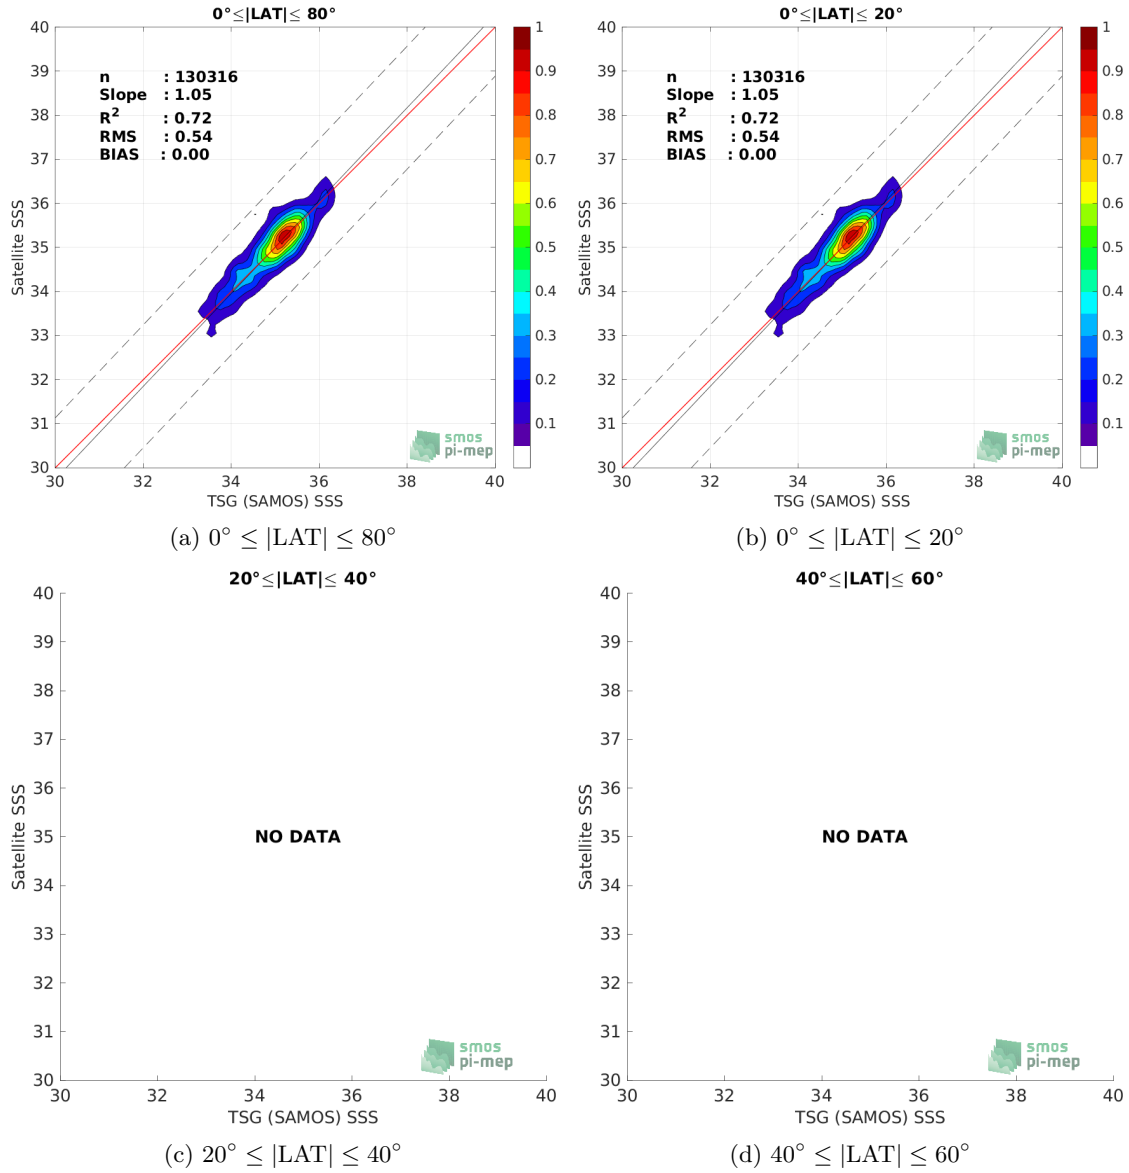 0°≤|LAT|≤ 80°
40
39
38
37
36
35
34
33
32
31
30
Satellite SSS
n : 130316
Slope : 1.05
R² : 0.72
RMS : 0.54
BIAS : 0.00
smos
pi-mep
30 32 34 36 38 40
TSG (SAMOS) SSS
1
0.9
0.8
0.7
0.6
0.5
0.4
0.3
0.2
0.1
(a) 0° ≤ |LAT| ≤ 80°
0°≤|LAT|≤ 20°
40
39
38
37
36
35
34
33
32
31
30
Satellite SSS
n : 130316
Slope : 1.05
R² : 0.72
RMS : 0.54
BIAS : 0.00
smos
pi-mep
30 32 34 36 38 40
TSG (SAMOS) SSS
1
0.9
0.8
0.7
0.6
0.5
0.4
0.3
0.2
0.1
(b) 0° ≤ |LAT| ≤ 20°
20°≤|LAT|≤ 40°
40
39
38
37
36
35
34
33
32
31
30
Satellite SSS
NO DATA
smos
pi-mep
30 32 34 36 38 40
TSG (SAMOS) SSS
(c) 20° ≤ |LAT| ≤ 40°
40°≤|LAT|≤ 60°
40
39
38
37
36
35
34
33
32
31
30
Satellite SSS
NO DATA
smos
pi-mep
30 32 34 36 38 40
TSG (SAMOS) SSS
(d) 40° ≤ |LAT| ≤ 60°